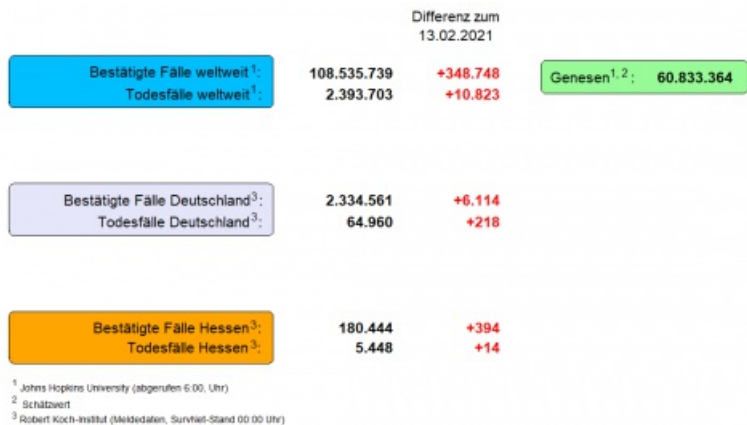 Differenz zum
13.02.2021
Bestätigte Fälle weltweit¹: 108.535.739 +348.748 Genesen¹, ²: 60.833.364
Todesfälle weltweit¹: 2.393.703 +10.823
Bestätigte Fälle Deutschland³: 2.334.561 +6.114
Todesfälle Deutschland³: 64.960 +218
Bestätigte Fälle Hessen³: 180.444 +394
Todesfälle Hessen³: 5.448 +14
¹ Johns Hopkins University (abgerufen 6:00, Uhr)
² Schätzwert
³ Robert Koch-Institut (Meldedaten, SurvNet-Stand 00:00 Uhr)